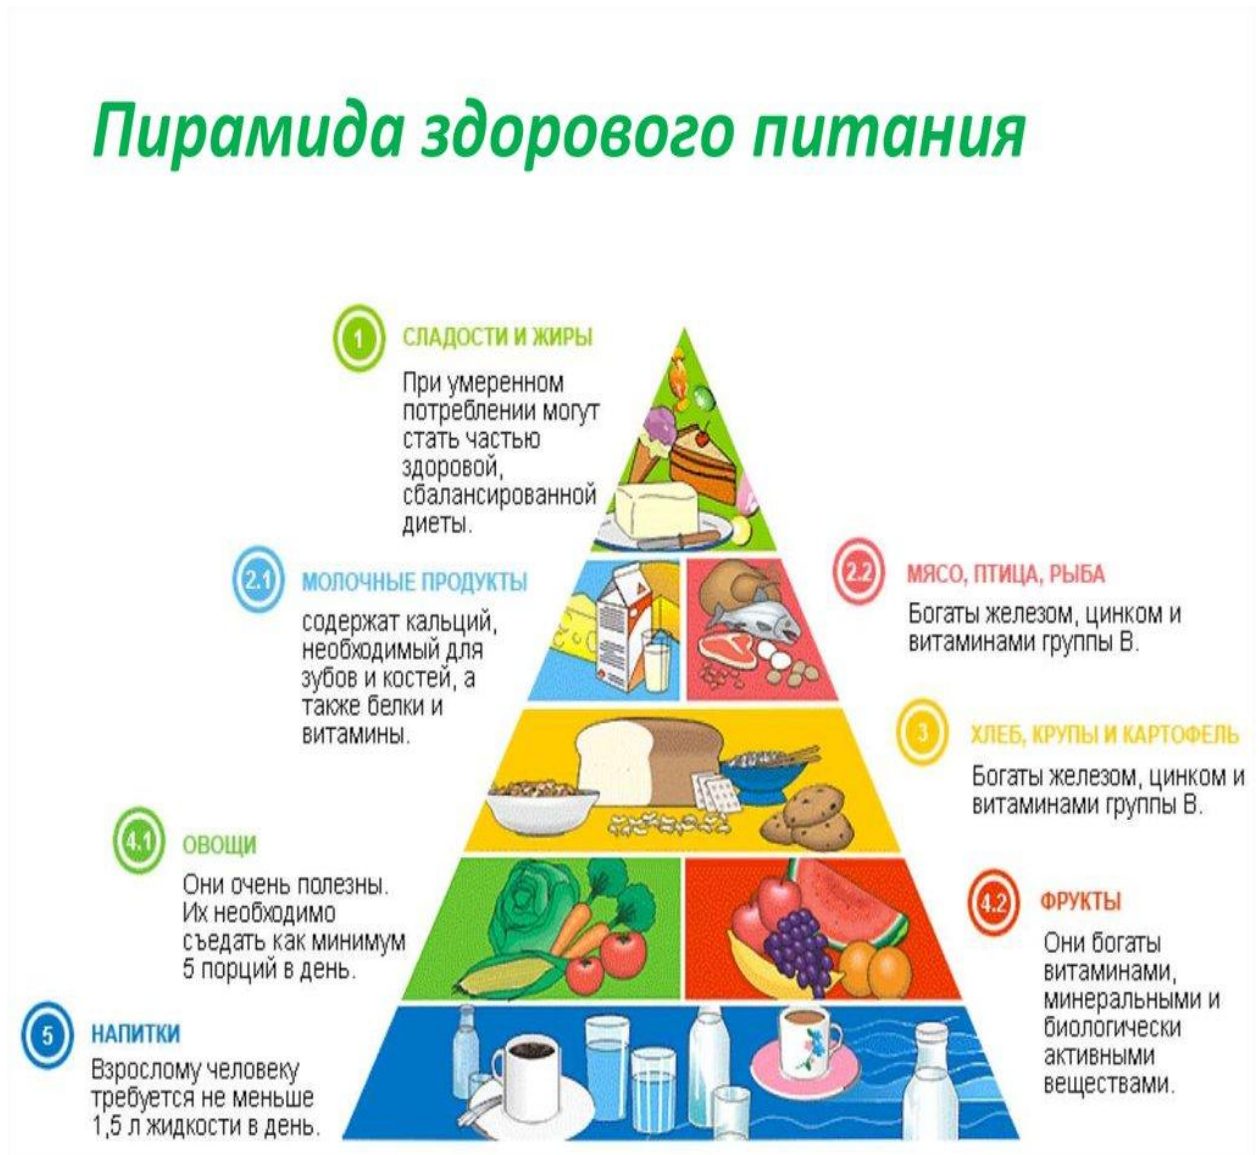 Пирамида здорового питания
1
СЛАДОСТИ И ЖИРЫ
При умеренном
потреблении могут
стать частью
здоровой,
сбалансированной
диеты.
2.1
МОЛОЧНЫЕ ПРОДУКТЫ
содержат кальций,
необходимый для
зубов и костей, а
также белки и
витамины.
2.2
МЯСО, ПТИЦА, РЫБА
Богаты железом, цинком и
витаминами группы В.
3
ХЛЕБ, КРУПЫ И КАРТОФЕЛЬ
Богаты железом, цинком и
витаминами группы В.
4.1
ОВОЩИ
Они очень полезны.
Их необходимо
съедать как минимум
5 порций в день.
4.2
ФРУКТЫ
Они богаты
витаминами,
минеральными и
биологически
активными
веществами.
5
НАПИТКИ
Взрослому человеку
требуется не меньше
1,5 л жидкости в день.